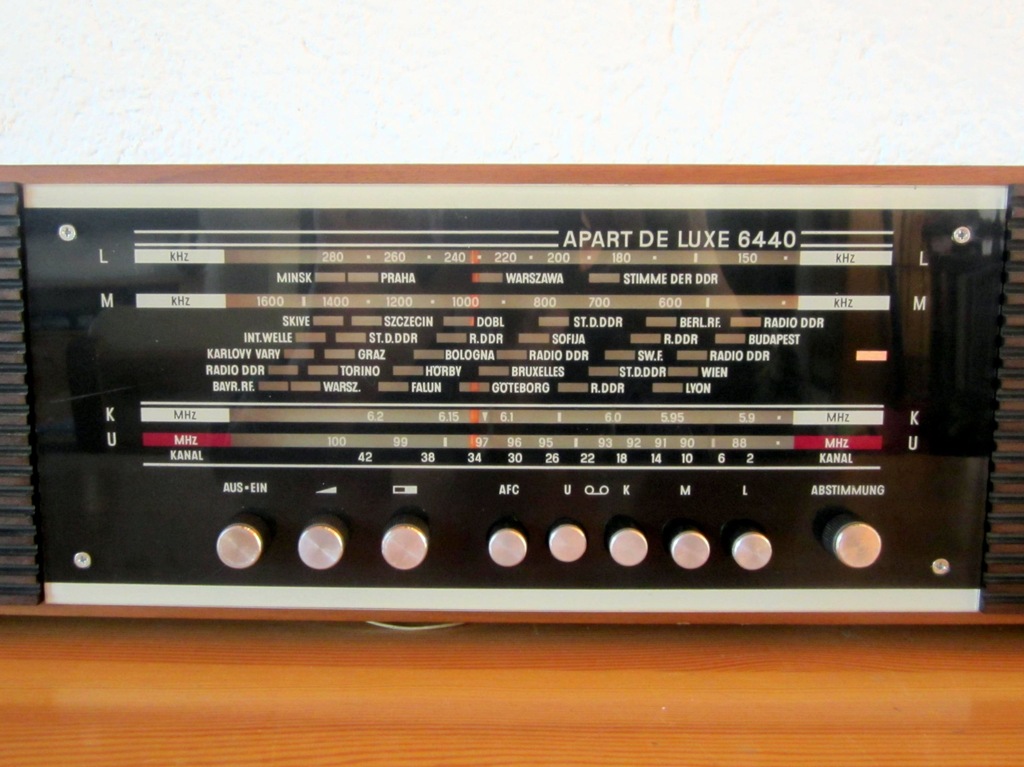 APART DE LUXE 6440
L kHz 280 260 240 220 200 180 150 kHz L
MINSK PRAHA WARSZAWA STIMME DER DDR
M kHz 1600 1400 1200 1000 800 700 600 kHz M
SKIVE SZCZECIN DOBL ST.D.DDR BERL.RF. RADIO DDR
INT.WELLE ST.D.DDR R.DDR SOFIJA R.DDR BUDAPEST
KARLOVY VARY GRAZ BOLOGNA RADIO DDR SW.F. RADIO DDR
RADIO DDR TORINO HÖRBY BRUXELLES ST.D.DDR WIEN
BAYR.RF. WARSZ. FALUN GÖTEBORG R.DDR LYON
K MHz 6.2 6.15 6.1 6.0 5.95 5.9 MHz K
U MHz 100 99 97 96 95 93 92 91 90 88 MHz U
KANAL 42 38 34 30 26 22 18 14 10 6 2 KANAL
AUS•EIN AFC U K M L ABSTIMMUNG